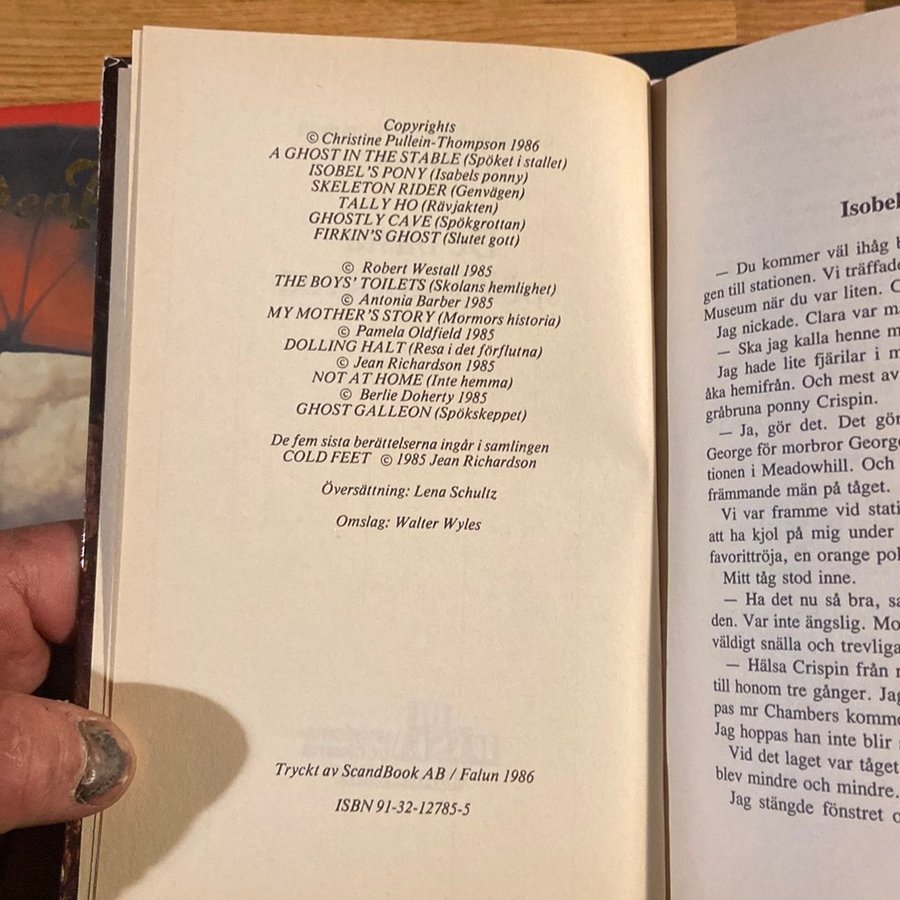 Copyrights
© Christine Pullein-Thompson 1986
A GHOST IN THE STABLE (Spöket i stallet)
ISOBEL'S PONY (Isabels ponny)
SKELETON RIDER (Genvägen)
TALLY HO (Rävjakten)
GHOSTLY CAVE (Spökgrottan)
FIRKIN'S GHOST (Slutet gott)
© Robert Westall 1985
THE BOYS' TOILETS (Skolans hemlighet)
© Antonia Barber 1985
MY MOTHER'S STORY (Mormors historia)
© Pamela Oldfield 1985
DOLLING HALT (Resa i det förflutna)
© Jean Richardson 1985
NOT AT HOME (Inte hemma)
© Berlie Doherty 1985
GHOST GALLEON (Spökskeppet)
De fem sista berättelserna ingår i samlingen
COLD FEET © 1985 Jean Richardson
Översättning: Lena Schultz
Omslag: Walter Wyles
Tryckt av ScandBook AB / Falun 1986
ISBN 91-32-12785-5
Isobel
— Du kommer väl ihåg
gen till stationen. Vi träffade
Museum när du var liten. C
Jag nickade. Clara var
— Ska jag kalla henne
Jag hade lite fjärilar i
åka hemifrån. Och mest av
gråbruna ponny Crispin.
— Ja, gör det. Det gör
George för morbror George
tionen i Meadowhill. Och
främmande män på tåget.
Vi var framme vid stati
att ha kjol på mig under
favorittröja, en orange pol
Mitt tåg stod inne.
— Ha det nu så bra, sa
den. Var inte ängslig. Mo
väldigt snälla och trevliga
— Hälsa Crispin från
till honom tre gånger. Jag
pas mr Chambers komme
Jag hoppas han inte blir
Vid det laget var tåget
blev mindre och mindre.
Jag stängde fönstret